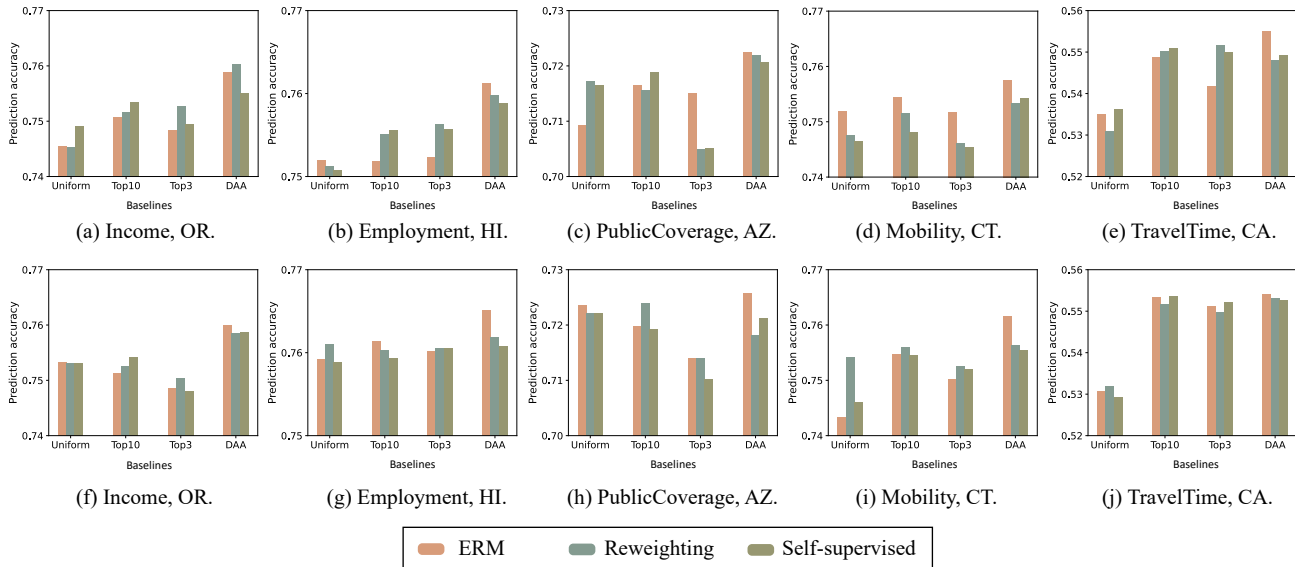 0.77
0.76
0.75
0.74
Prediction accuracy
Uniform Top10 Top3 DAA
Baselines
(a) Income, OR.
0.77
0.76
0.75
Prediction accuracy
Uniform Top10 Top3 DAA
Baselines
(b) Employment, HI.
0.73
0.72
0.71
0.70
Prediction accuracy
Uniform Top10 Top3 DAA
Baselines
(c) PublicCoverage, AZ.
0.77
0.76
0.75
0.74
Prediction accuracy
Uniform Top10 Top3 DAA
Baselines
(d) Mobility, CT.
0.56
0.55
0.54
0.53
0.52
Prediction accuracy
Uniform Top10 Top3 DAA
Baselines
(e) TravelTime, CA.
0.77
0.76
0.75
0.74
Prediction accuracy
Uniform Top10 Top3 DAA
Baselines
(f) Income, OR.
0.77
0.76
0.75
Prediction accuracy
Uniform Top10 Top3 DAA
Baselines
(g) Employment, HI.
0.73
0.72
0.71
0.70
Prediction accuracy
Uniform Top10 Top3 DAA
Baselines
(h) PublicCoverage, AZ.
0.77
0.76
0.75
0.74
Prediction accuracy
Uniform Top10 Top3 DAA
Baselines
(i) Mobility, CT.
0.56
0.55
0.54
0.53
0.52
Prediction accuracy
Uniform Top10 Top3 DAA
Baselines
(j) TravelTime, CA.
ERM Reweighting Self-supervised